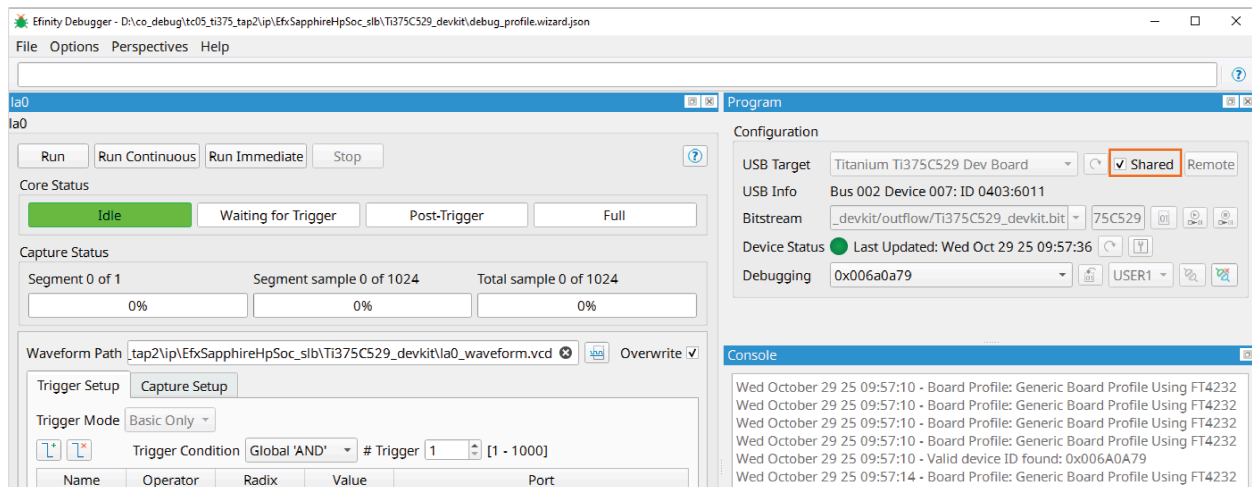 Efinity Debugger - D:\co_debug\tc05_ti375_tap2\ip\EfxSapphireHpSoc_slb\Ti375C529_devkit\debug_profile.wizard.json
File Options Perspectives Help
la0
la0
Run Run Continuous Run Immediate Stop
Core Status
Idle Waiting for Trigger Post-Trigger Full
Capture Status
Segment 0 of 1 Segment sample 0 of 1024 Total sample 0 of 1024
0% 0% 0%
Waveform Path _tap2\ip\EfxSapphireHpSoc_slb\Ti375C529_devkit\la0_waveform.vcd Overwrite
Trigger Setup Capture Setup
Trigger Mode Basic Only
Trigger Condition Global 'AND' # Trigger 1 [1 - 1000]
Name Operator Radix Value Port
Program
Configuration
USB Target Titanium Ti375C529 Dev Board Shared Remote
USB Info Bus 002 Device 007: ID 0403:6011
Bitstream _devkit/outflow/Ti375C529_devkit.bit 75C529
Device Status Last Updated: Wed Oct 29 25 09:57:36
Debugging 0x006a0a79 USER1
Console
Wed October 29 25 09:57:10 - Board Profile: Generic Board Profile Using FT4232
Wed October 29 25 09:57:10 - Board Profile: Generic Board Profile Using FT4232
Wed October 29 25 09:57:10 - Board Profile: Generic Board Profile Using FT4232
Wed October 29 25 09:57:10 - Board Profile: Generic Board Profile Using FT4232
Wed October 29 25 09:57:10 - Valid device ID found: 0x006A0A79
Wed October 29 25 09:57:14 - Board Profile: Generic Board Profile Using FT4232